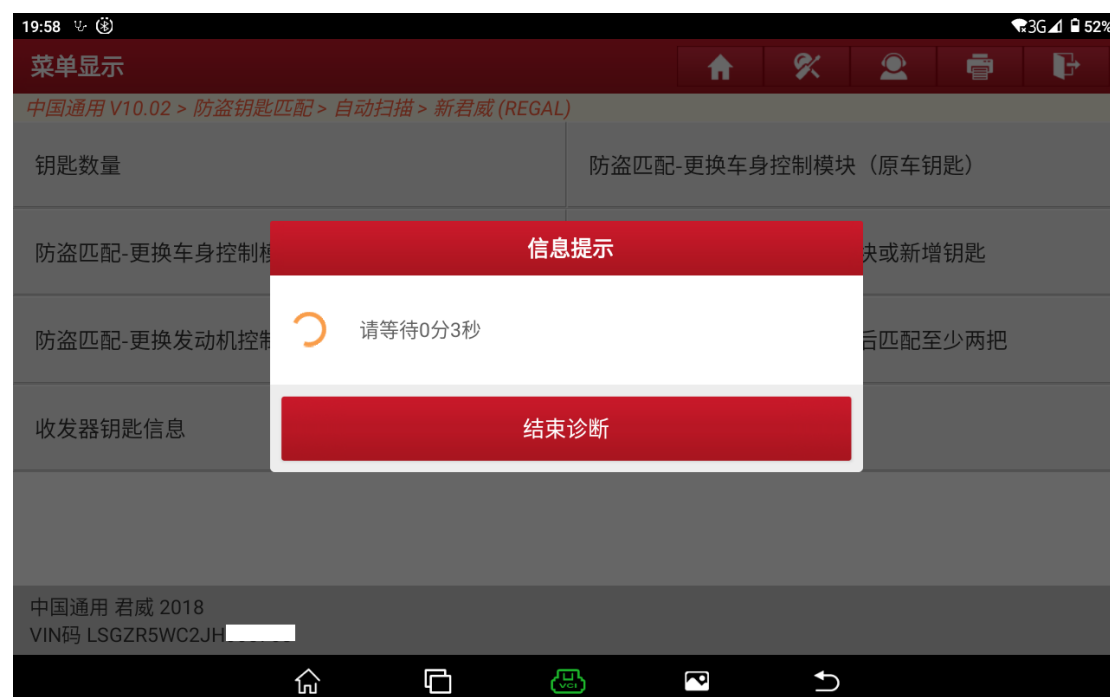 19:58 3G 52%
菜单显示
中国通用 V10.02 > 防盗钥匙匹配 > 自动扫描 > 新君威 (REGAL)
钥匙数量
防盗匹配-更换车身控制模块（原车钥匙）
防盗匹配-更换车身控制模
块或新增钥匙
信息提示
请等待0分3秒
防盗匹配-更换发动机控制
后匹配至少两把
结束诊断
收发器钥匙信息
中国通用 君威 2018
VIN码 LSGZR5WC2JH
VCI